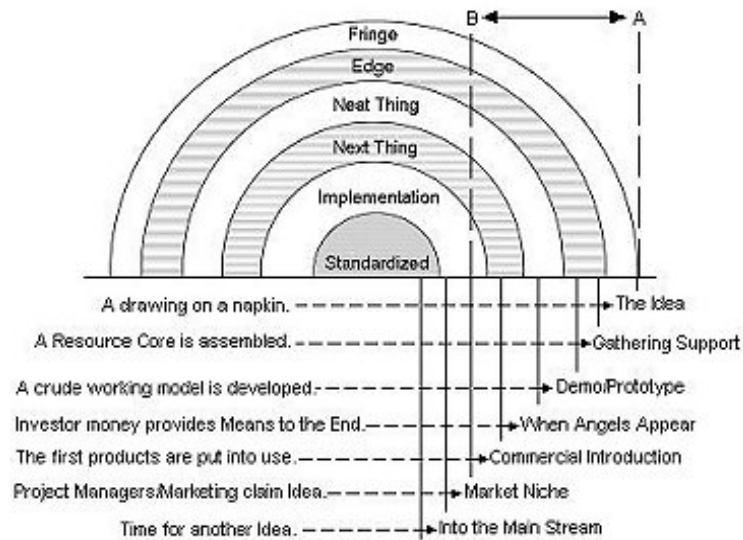 B A
Fringe
Edge
Neat Thing
Next Thing
Implementation
Standardized
A drawing on a napkin. The Idea
A Resource Core is assembled. Gathering Support
A crude working model is developed. Demo/Prototype
Investor money provides Means to the End. When Angels Appear
The first products are put into use. Commercial Introduction
Project Managers/Marketing claim Idea. Market Niche
Time for another Idea. Into the Main Stream